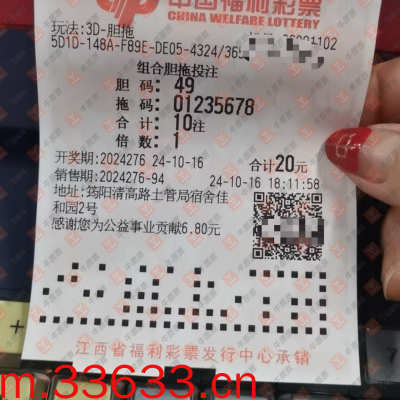 中国福利彩票
CHINA WELFARE LOTTERY
玩法:3D-胆拖
5D1D-148A-F89E-DE05-4324/365
组合胆拖投注
胆 码: 49
拖 码: 01235678
合 计: 10注
倍 数: 1
开奖期:2024276 24-10-16 合计20元
销售期:2024276-94 24-10-16 18:11:58
地址:筠阳清高路土管局宿舍佳
和园2号
感谢您为公益事业贡献6.80元
江西省福利彩票发行中心承销
m.33633.cn